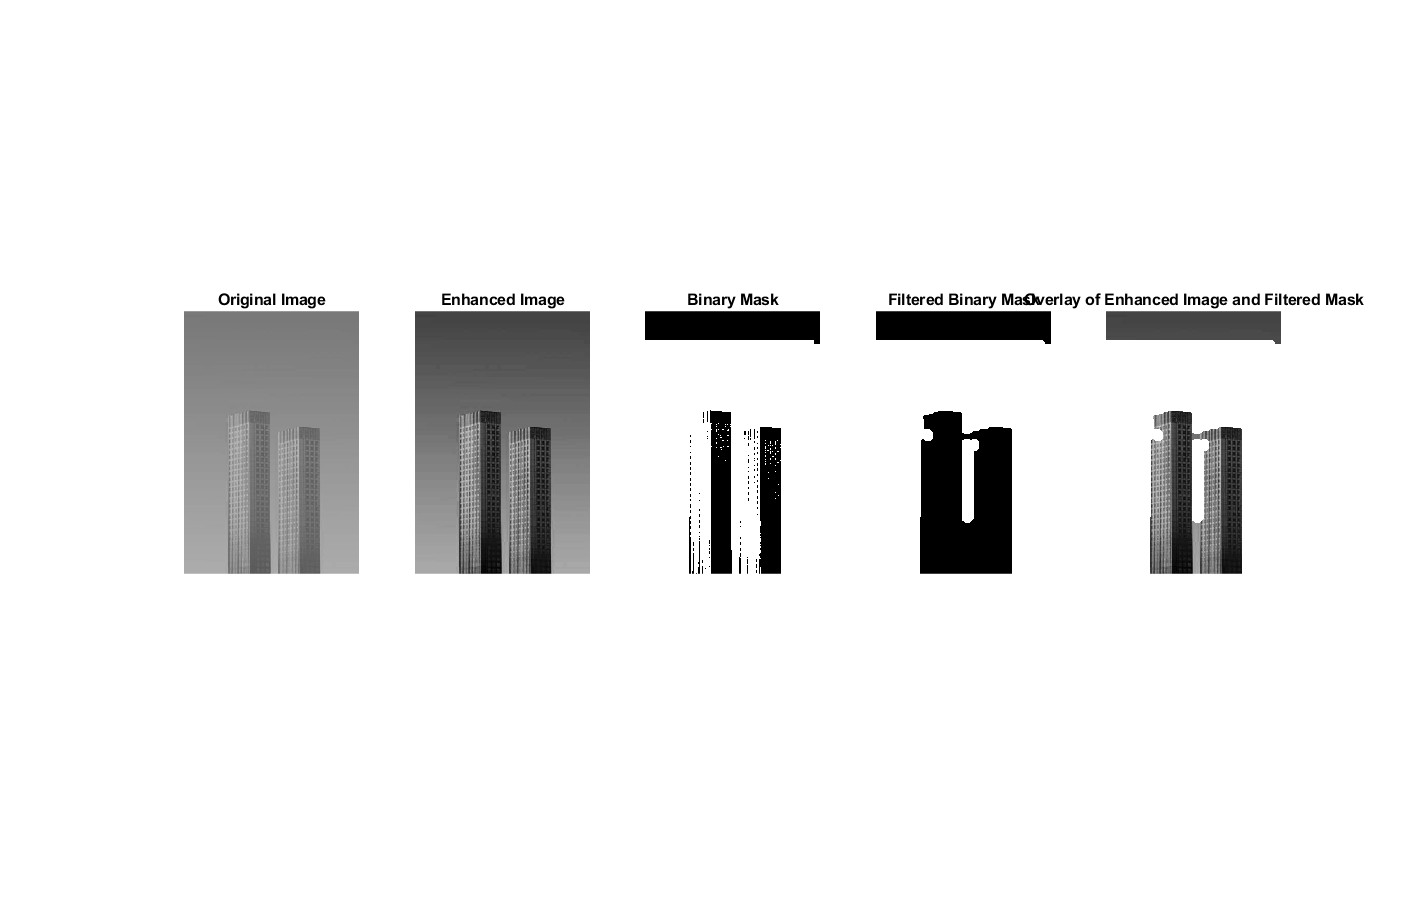 Original Image
Enhanced Image
Binary Mask
Filtered Binary Mask
Overlay of Enhanced Image and Filtered Mask